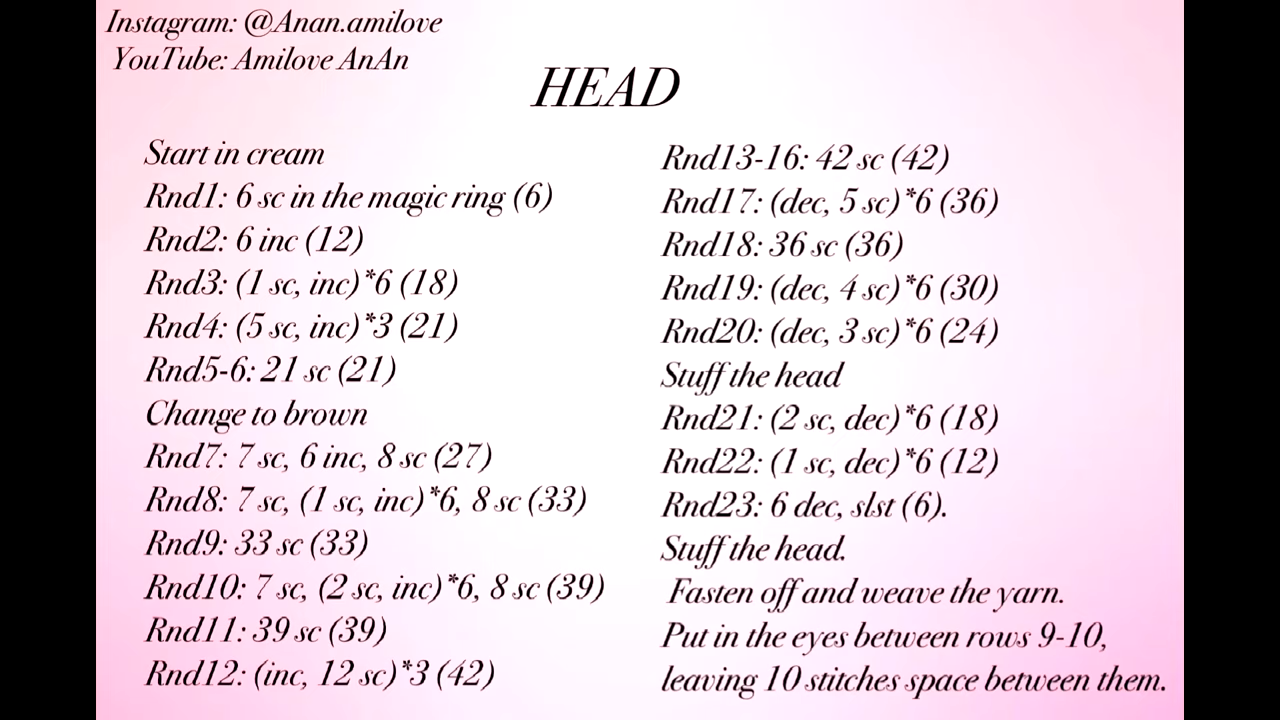 Instagram: @Anan.amilove
YouTube: Amilove AnAn
HEAD
Start in cream
Rnd1: 6 sc in the magic ring (6)
Rnd2: 6 inc (12)
Rnd3: (1 sc, inc)*6 (18)
Rnd4: (5 sc, inc)*3 (21)
Rnd5-6: 21 sc (21)
Change to brown
Rnd7: 7 sc, 6 inc, 8 sc (27)
Rnd8: 7 sc, (1 sc, inc)*6, 8 sc (33)
Rnd9: 33 sc (33)
Rnd10: 7 sc, (2 sc, inc)*6, 8 sc (39)
Rnd11: 39 sc (39)
Rnd12: (inc, 12 sc)*3 (42)
Rnd13-16: 42 sc (42)
Rnd17: (dec, 5 sc)*6 (36)
Rnd18: 36 sc (36)
Rnd19: (dec, 4 sc)*6 (30)
Rnd20: (dec, 3 sc)*6 (24)
Stuff the head
Rnd21: (2 sc, dec)*6 (18)
Rnd22: (1 sc, dec)*6 (12)
Rnd23: 6 dec, slst (6).
Stuff the head.
Fasten off and weave the yarn.
Put in the eyes between rows 9-10,
leaving 10 stitches space between them.